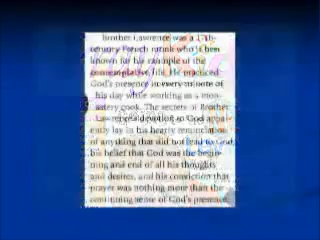 Brother Lawrence was a 17th-
century French monk who is best
known for his example of the
contemplative life. He practiced
God's presence in every minute of
his day while working as a mon-
astery cook. The secrets of Brother
Lawrence's devotion to God appar-
ently lay in his hearty renunciation
of anything that did not lead to God,
his belief that God was the begin-
ning and end of all his thoughts
and desires, and his conviction that
prayer was nothing more than the
continuing sense of God's presence.